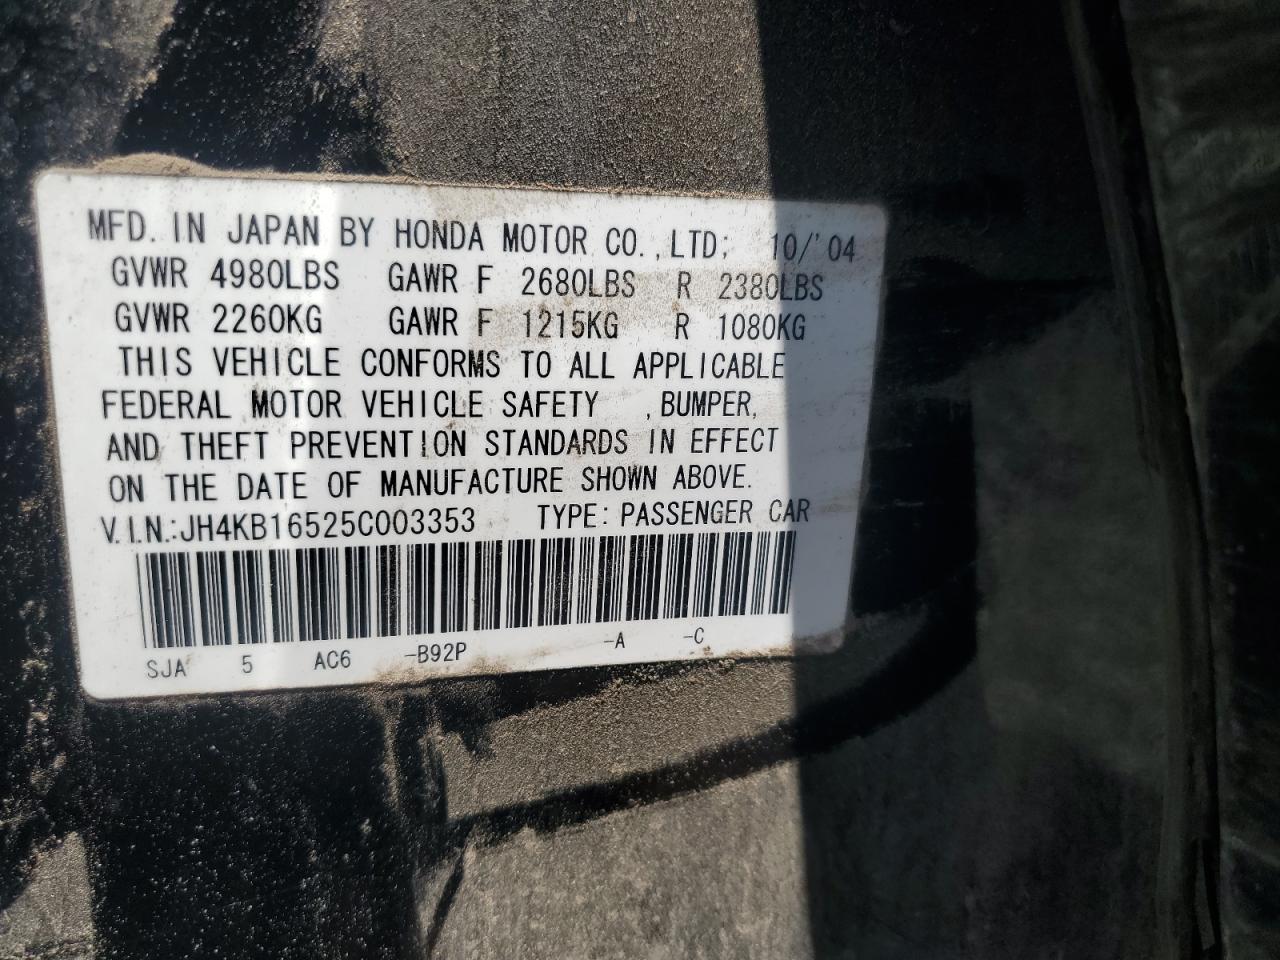 MFD. IN JAPAN BY HONDA MOTOR CO., LTD; 10/'04
GVWR 4980LBS GAWR F 2680LBS R 2380LBS
GVWR 2260KG GAWR F 1215KG R 1080KG
THIS VEHICLE CONFORMS TO ALL APPLICABLE
FEDERAL MOTOR VEHICLE SAFETY , BUMPER,
AND THEFT PREVENTION STANDARDS IN EFFECT
ON THE DATE OF MANUFACTURE SHOWN ABOVE.
V.I.N.:JH4KB16525C003353 TYPE: PASSENGER CAR
SJA 5 AC6 -B92P -A -C